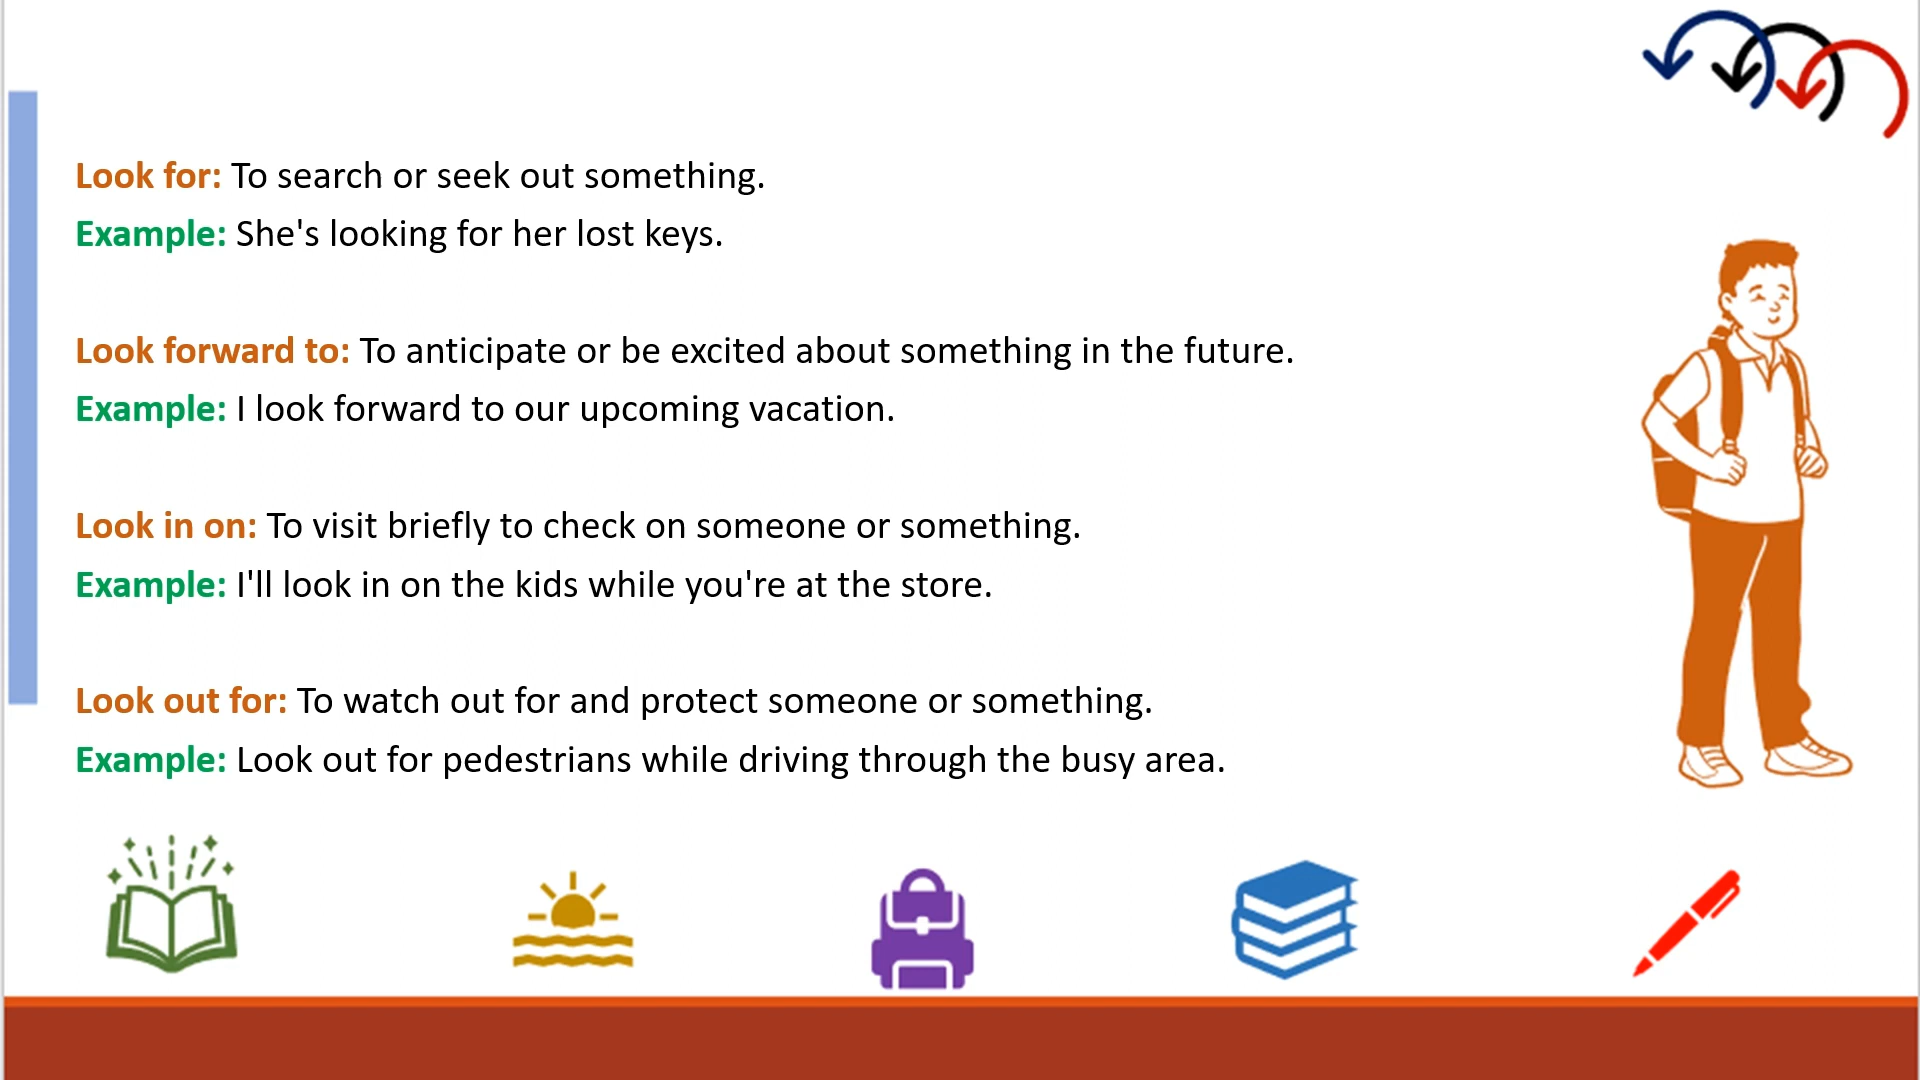 Look for: To search or seek out something.
Example: She's looking for her lost keys.
Look forward to: To anticipate or be excited about something in the future.
Example: I look forward to our upcoming vacation.
Look in on: To visit briefly to check on someone or something.
Example: I'll look in on the kids while you're at the store.
Look out for: To watch out for and protect someone or something.
Example: Look out for pedestrians while driving through the busy area.